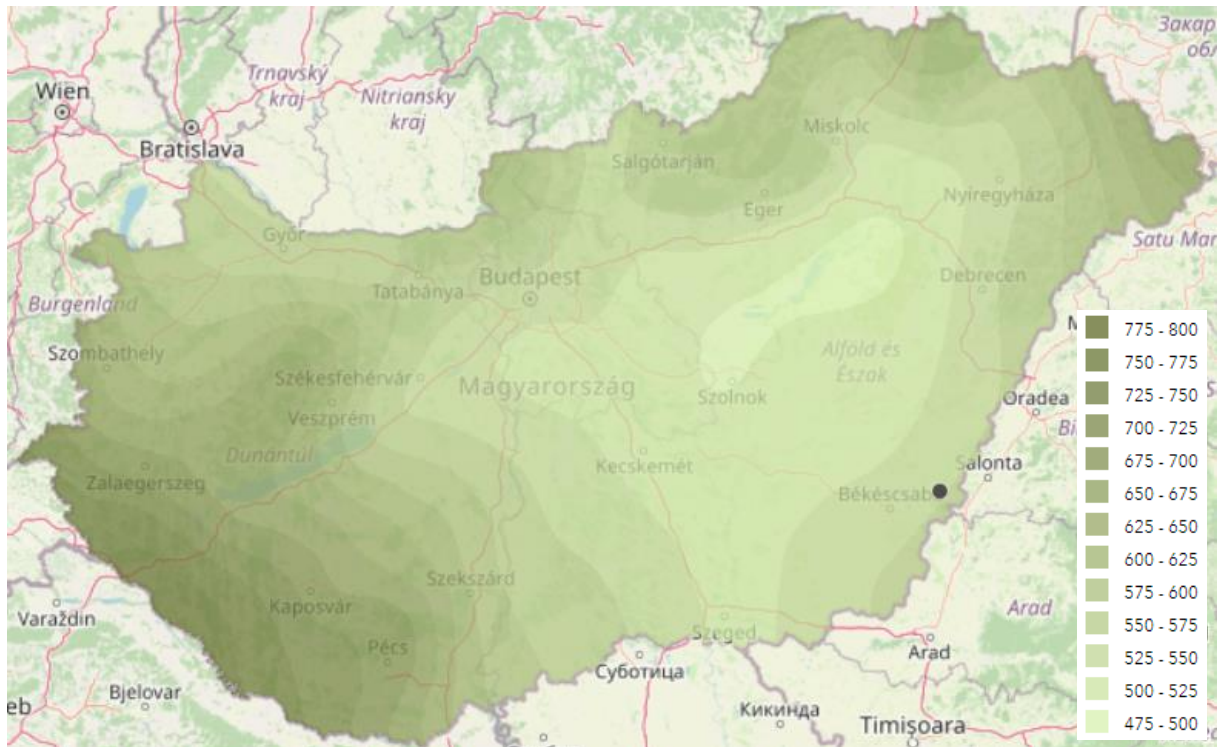 Закар
обл
Wien
Trnavský
kraj
Nitriansky
kraj
Bratislava
Miskolc
Salgótarján
Eger
Nyíregyháza
Győr
Budapest
Satu Mar
Debrecen
Tatabánya
Burgenland
775 - 800
Szombathely
Alföld és
Észak
750 - 775
Székesfehérvár
Magyarország
Szolnok
725 - 750
Oradea
Veszprém
700 - 725
Dunántúl
Kecskemét
675 - 700
Salonta
Zalaegerszeg
Békéscsab
650 - 675
625 - 650
600 - 625
Szekszárd
575 - 600
Kaposvár
Arad
Varaždin
Szeged
550 - 575
Pécs
Arad
525 - 550
Суботица
Bjelovar
500 - 525
eb
Кикинда
Timișoara
475 - 500